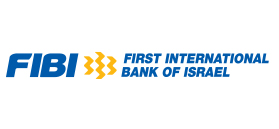 FIBI
FIRST INTERNATIONAL
BANK OF ISRAEL